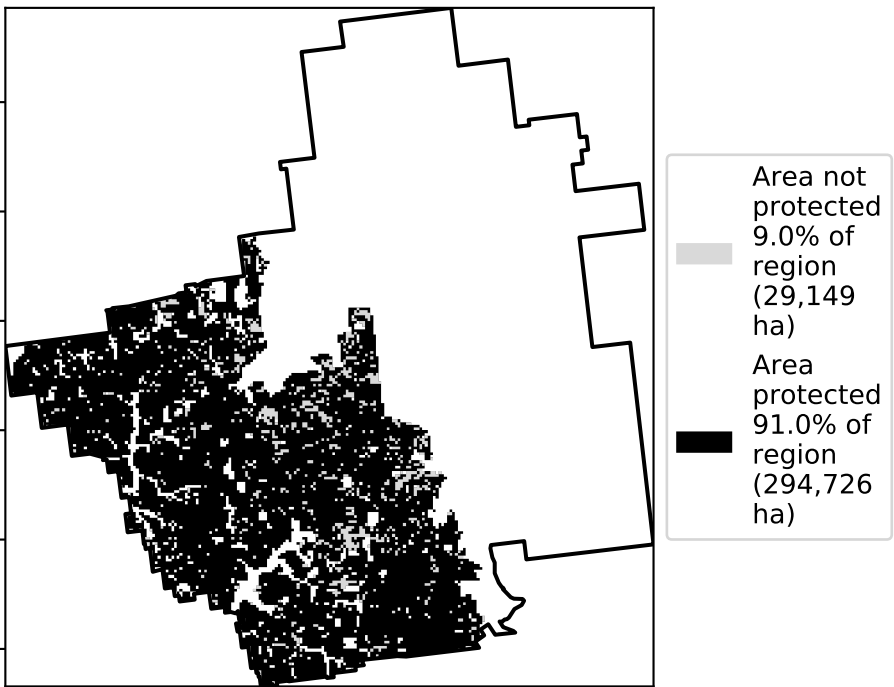 Area not
protected
9.0% of
region
(29,149
ha)
Area
protected
91.0% of
region
(294,726
ha)